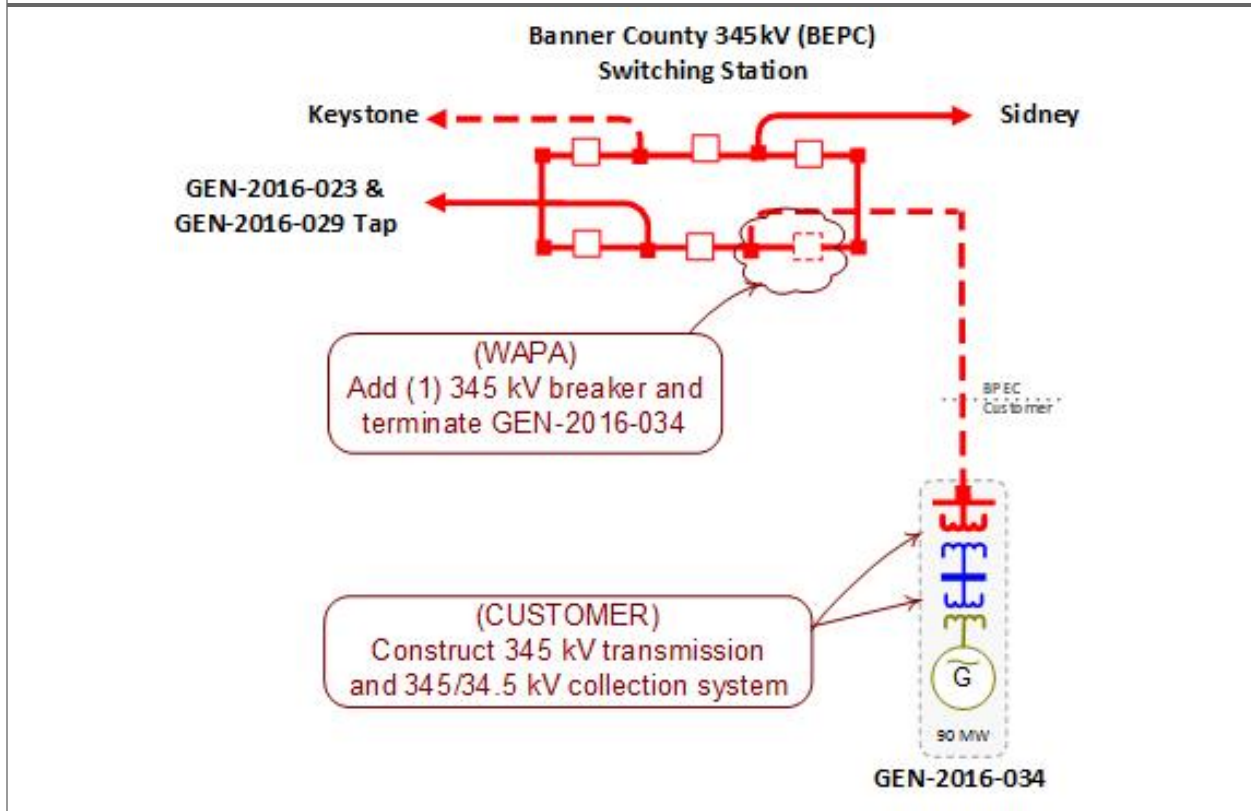 Banner County 345kV (BEPC)
Switching Station
Keystone
Sidney
GEN-2016-023 &
GEN-2016-029 Tap
(WAPA)
Add (1) 345 kV breaker and
terminate GEN-2016-034
BPEC
Customer
(CUSTOMER)
Construct 345 kV transmission
and 345/34.5 kV collection system
G
90 MW
GEN-2016-034